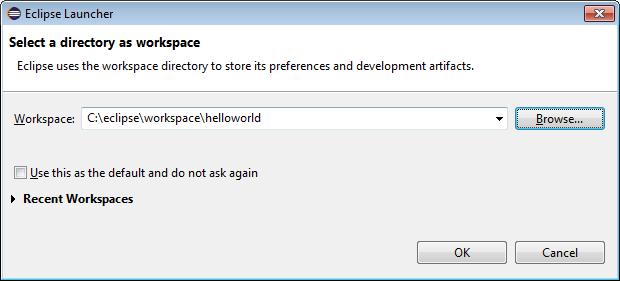 Eclipse Launcher
Select a directory as workspace
Eclipse uses the workspace directory to store its preferences and development artifacts.
Workspace: C:\eclipse\workspace\helloworld Browse...
Use this as the default and do not ask again
Recent Workspaces
OK Cancel